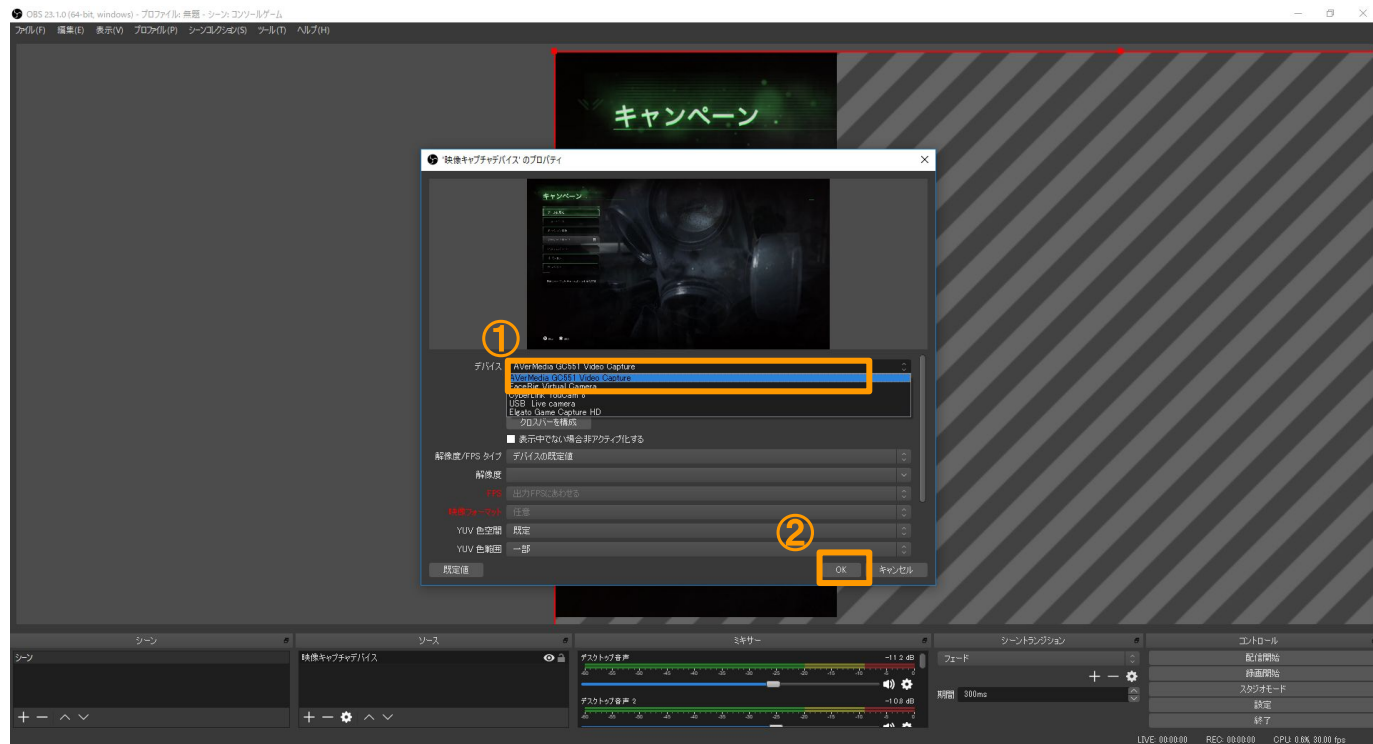 OBS 23.1.0 (64-bit, windows) - プロファイル: 無題 - シーン: コンソールゲーム
ファイル(F) 編集(E) 表示(V) プロファイル(P) シーンコレクション(S) ツール(T) ヘルプ(H)
キャンペーン
'映像キャプチャデバイス' のプロパティ
キャンペーン
①
デバイス AVerMedia GC551 Video Capture
AVerMedia GC551 Video Capture
FaceRig Virtual Camera
CyberLink YouCam 6
USB Live camera
Elgato Game Capture HD
クロスバーを構成
表示中でない場合非アクティブ化する
解像度/FPS タイプ デバイスの既定値
解像度
FPS 出力FPSにあわせる
映像フォーマット 任意
YUV 色空間 既定
②
YUV 色範囲 一部
既定値 OK キャンセル
シーン ソース ミキサー シーントランジション コントロール
シーン 映像キャプチャデバイス デスクトップ音声 -11.2 dB フェード 配信開始
録画開始
期間 300ms スタジオモード
デスクトップ音声 2 -10.8 dB 設定
終了
LIVE: 00:00:00 REC: 00:00:00 CPU: 0.8%, 30.00 fps